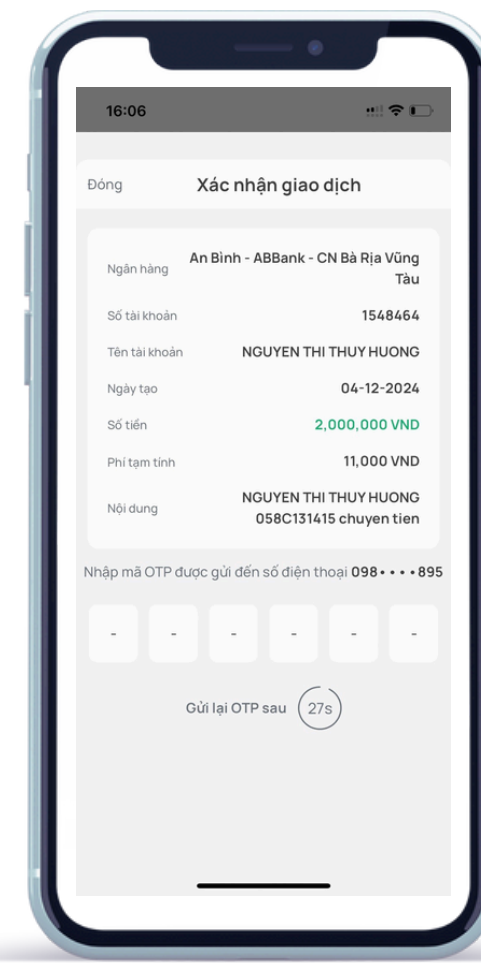 16:06
Đóng
Xác nhận giao dịch
Ngân hàng
An Bình - ABBank - CN Bà Rịa Vũng
Tàu
Số tài khoản
1548464
Tên tài khoản
NGUYEN THI THUY HUONG
Ngày tạo
04-12-2024
Số tiền
2,000,000 VND
Phí tạm tính
11,000 VND
Nội dung
NGUYEN THI THUY HUONG
058C131415 chuyen tien
Nhập mã OTP được gửi đến số điện thoại 098••••895
- - - - - -
Gửi lại OTP sau 27s